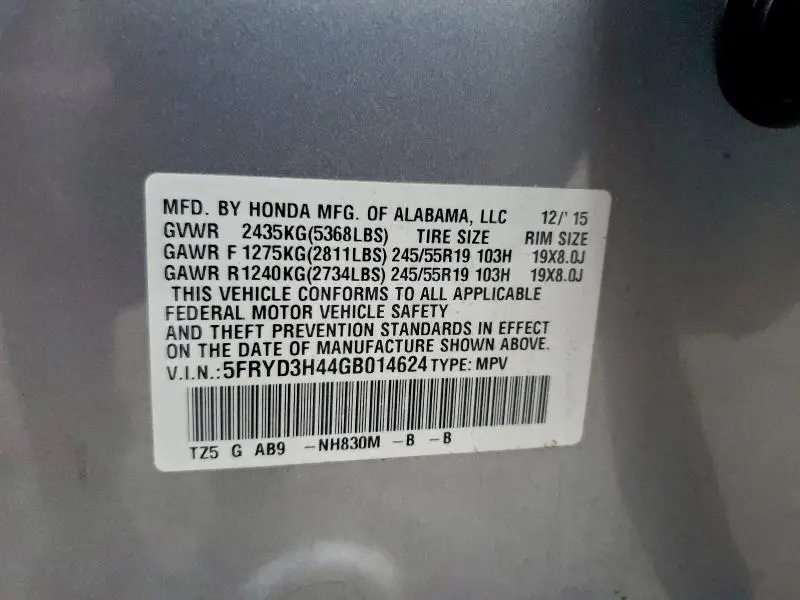 MFD. BY HONDA MFG. OF ALABAMA, LLC 12/'15
GVWR 2435KG(5368LBS) TIRE SIZE RIM SIZE
GAWR F 1275KG(2811LBS) 245/55R19 103H 19X8.0J
GAWR R1240KG(2734LBS) 245/55R19 103H 19X8.0J
THIS VEHICLE CONFORMS TO ALL APPLICABLE
FEDERAL MOTOR VEHICLE SAFETY
AND THEFT PREVENTION STANDARDS IN EFFECT
ON THE DATE OF MANUFACTURE SHOWN ABOVE.
V.I.N.:5FRYD3H44GB014624 TYPE: MPV
TZ5 G AB9 -NH830M -B -B